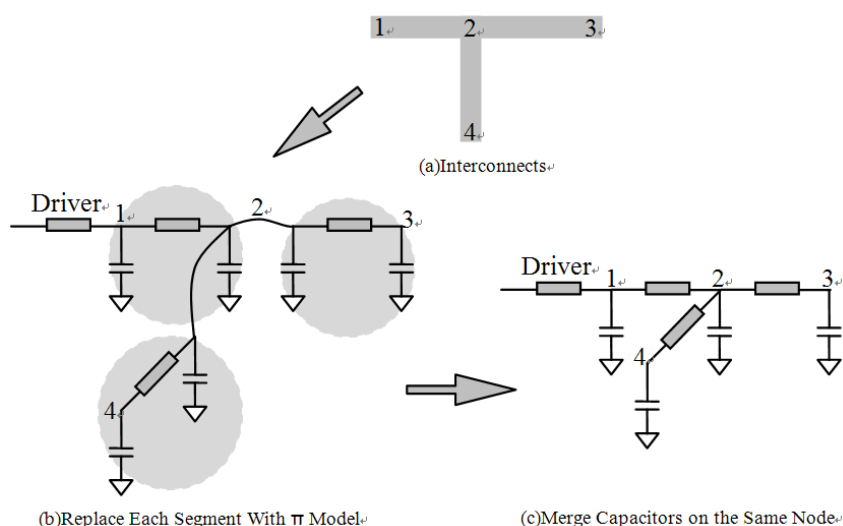 1 2 3
4
(a)Interconnects
Driver 1 2 3
4
Driver 1 2 3
4
(b)Replace Each Segment With π Model
(c)Merge Capacitors on the Same Node